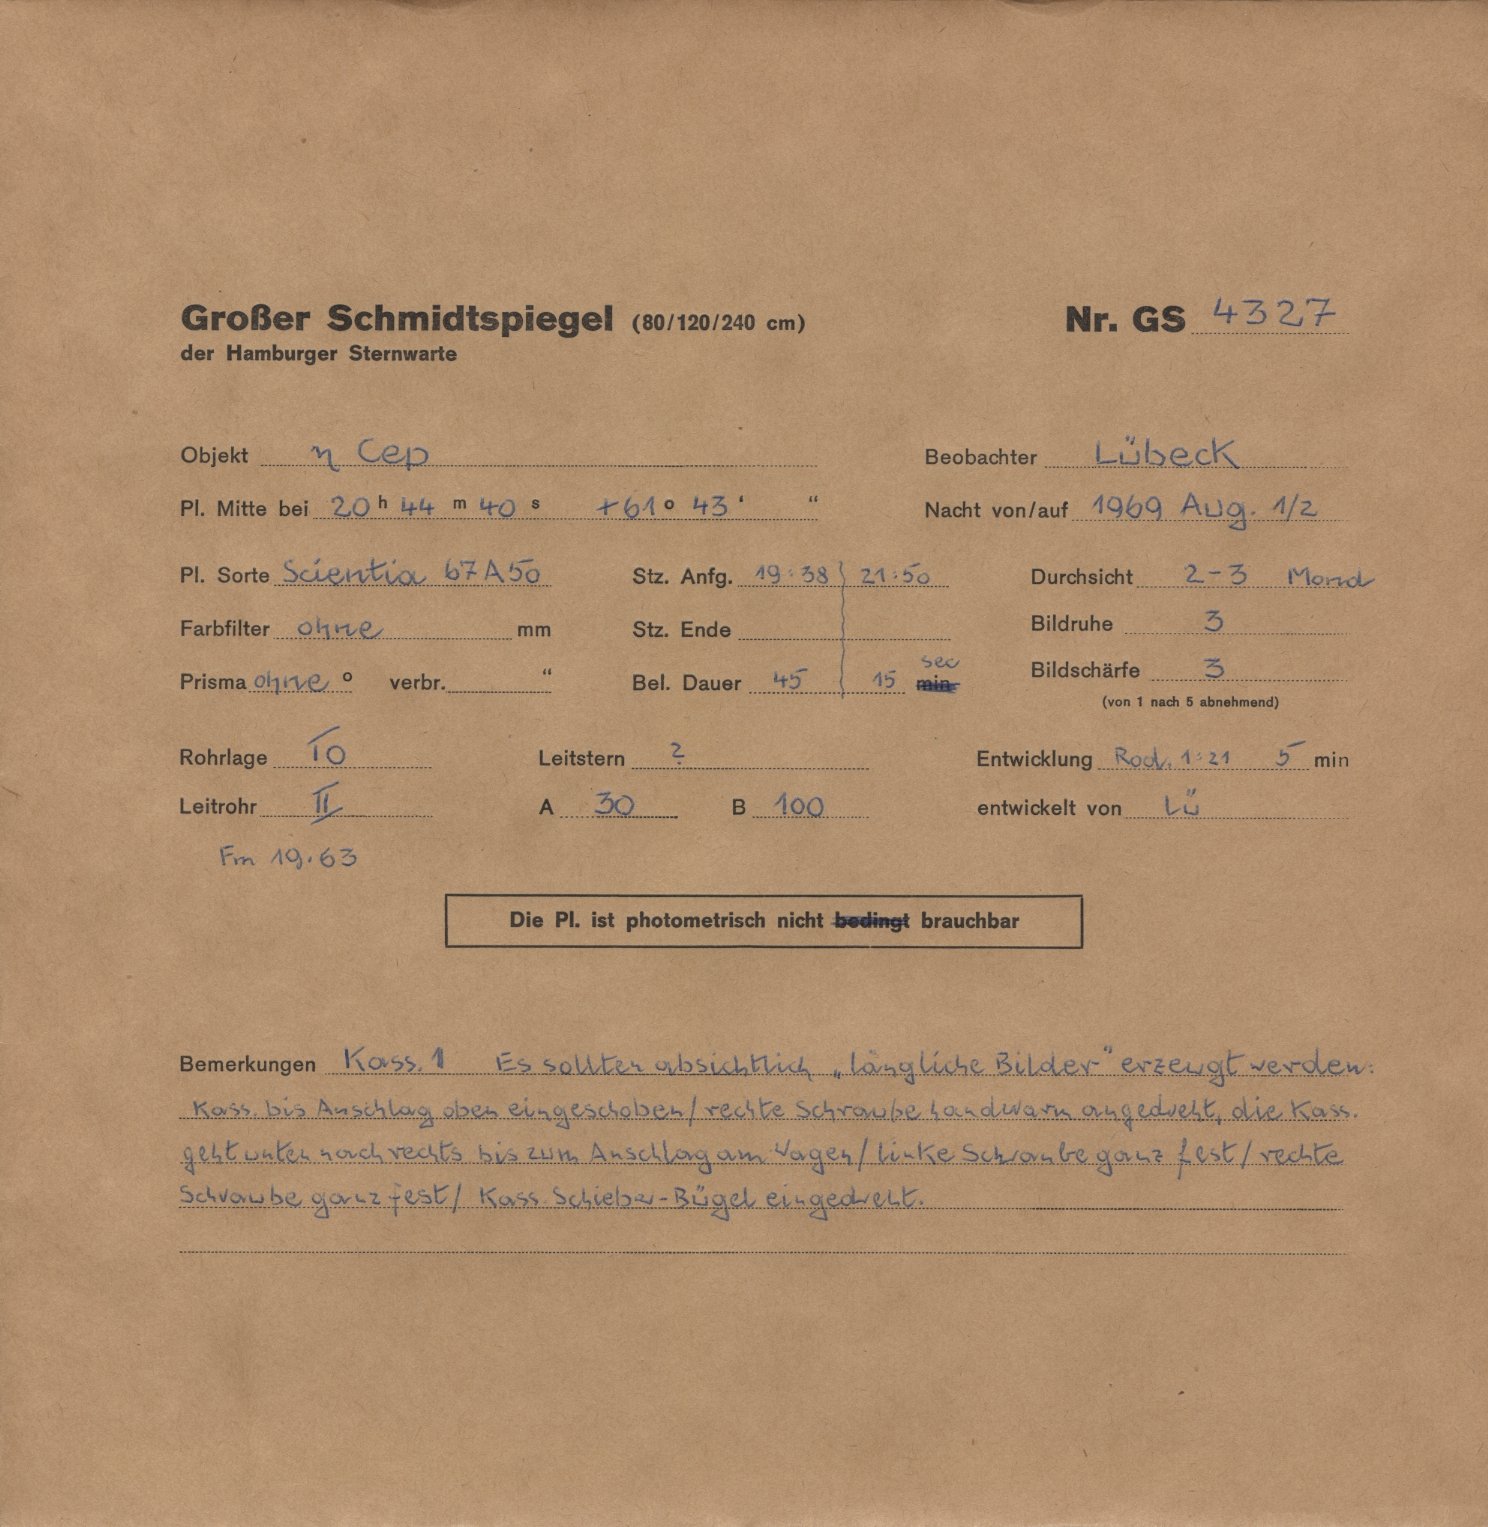 Großer Schmidtspiegel (80/120/240 cm) Nr. GS 4327
der Hamburger Sternwarte
Objekt η Cep Beobachter Lübeck
Pl. Mitte bei 20 h 44 m 40 s +61 o 43 ‘ “ Nacht von/auf 1969 Aug. 1/2
Pl. Sorte Scientia 67A50 Stz. Anfg. 19:38 21:50 Durchsicht 2-3 Mond
Farbfilter ohne mm Stz. Ende Bildruhe 3
sec
Prisma ohne o verbr. “ Bel. Dauer 45 15 min Bildschärfe 3
(von 1 nach 5 abnehmend)
Rohrlage TO Leitstern ? Entwicklung Rod. 1:21 5 min
Leitrohr II A 30 B 100 entwickelt von Lü
Fm 19.63
Die Pl. ist photometrisch nicht bedingt brauchbar
Bemerkungen Kass. 1 Es sollten absichtlich „längliche Bilder" erzeugt werden:
Kass. bis Anschlag oben eingeschoben/rechte Schraube handwarm angedreht, die Kass.
geht unten nach rechts bis zum Anschlag am Wagen/linke Schraube ganz fest/rechte
Schraube ganz fest/ Kass. Schieber-Bügel eingedreht.